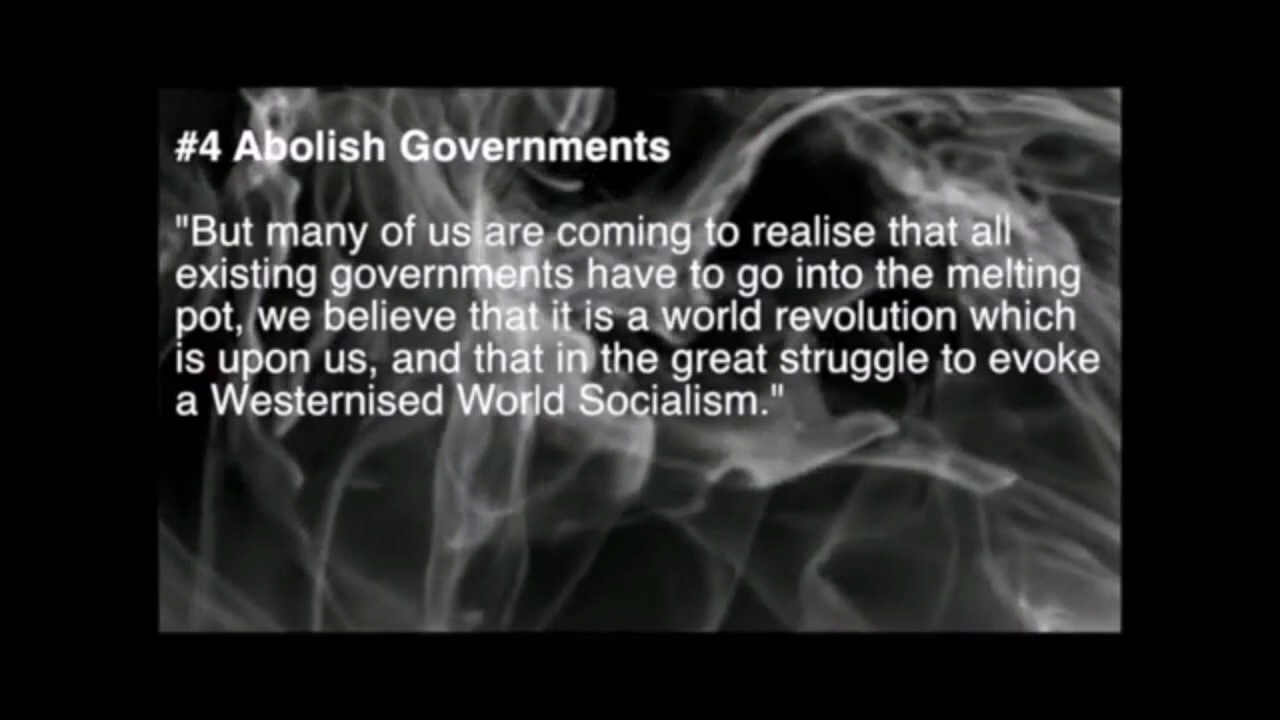 #4 Abolish Governments
"But many of us are coming to realise that all
existing governments have to go into the melting
pot, we believe that it is a world revolution which
is upon us, and that in the great struggle to evoke
a Westernised World Socialism."